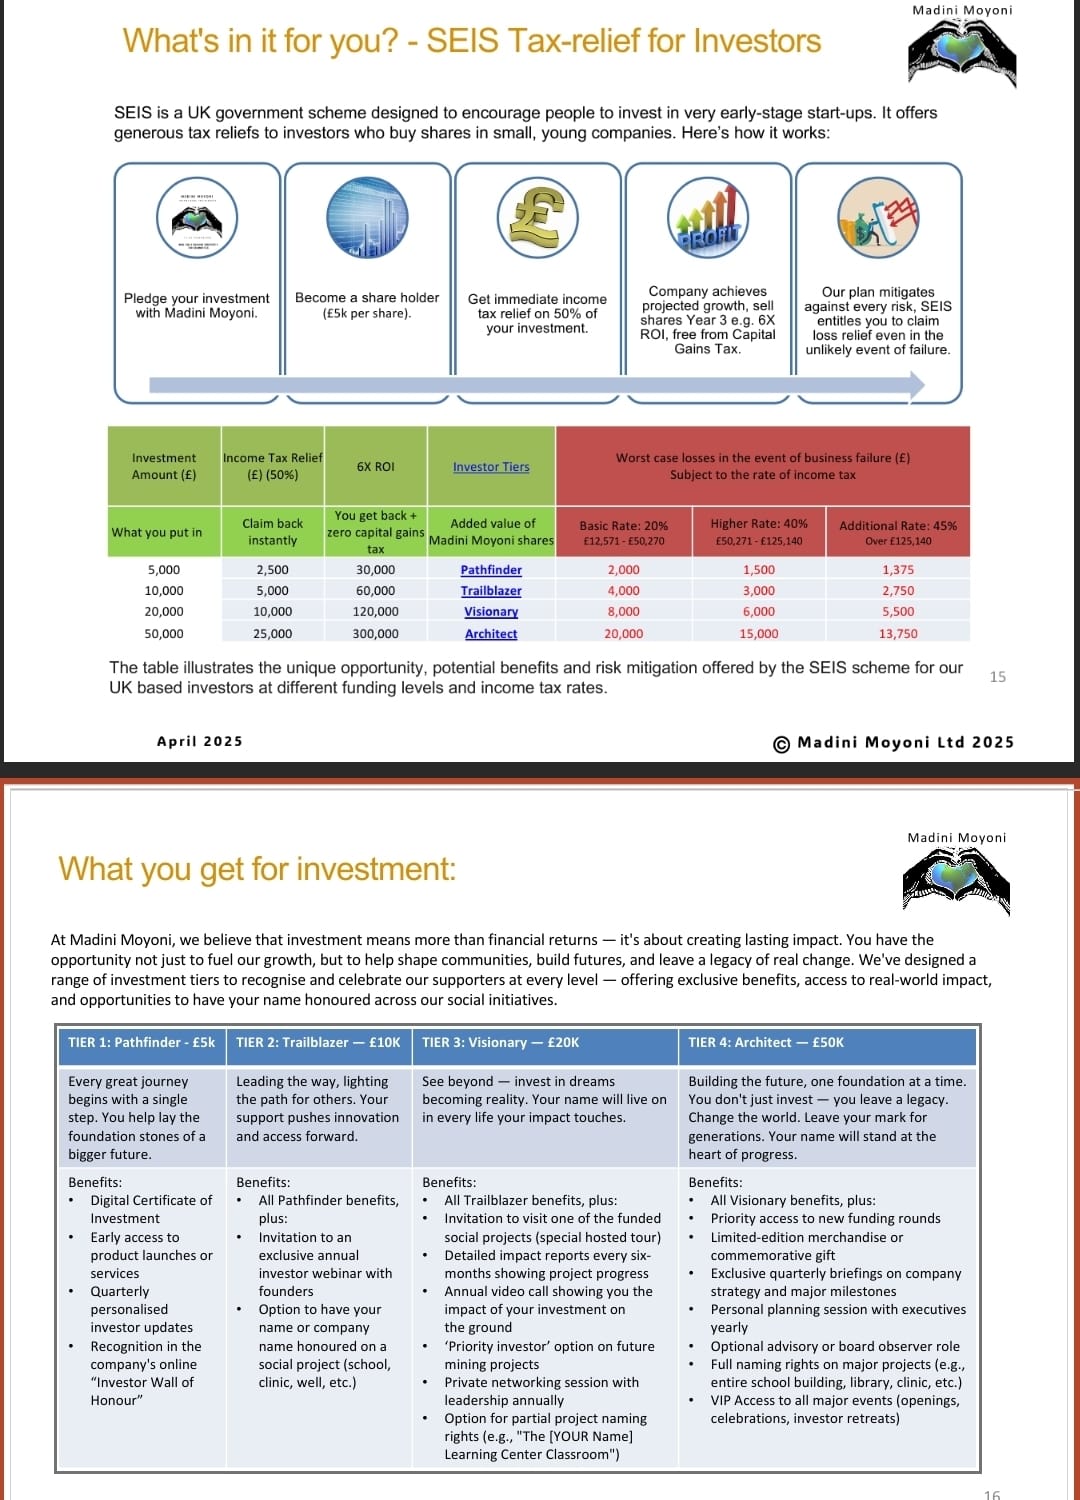 Madini Moyoni
What's in it for you? - SEIS Tax-relief for Investors
SEIS is a UK government scheme designed to encourage people to invest in very early-stage start-ups. It offers
generous tax reliefs to investors who buy shares in small, young companies. Here's how it works:
MADINI MOYONI
PROFIT
Pledge your investment
with Madini Moyoni.
Become a share holder
(£5k per share).
Get immediate income
tax relief on 50% of
your investment.
Company achieves
projected growth, sell
shares Year 3 e.g. 6X
ROI, free from Capital
Gains Tax.
Our plan mitigates
against every risk, SEIS
entitles you to claim
loss relief even in the
unlikely event of failure.
Investment
Amount (£)
Income Tax Relief
(£) (50%)
6X ROI
Investor Tiers
Worst case losses in the event of business failure (£)
Subject to the rate of income tax
What you put in
Claim back
instantly
You get back +
zero capital gains
tax
Added value of
Madini Moyoni shares
Basic Rate: 20%
£12,571 - £50,270
Higher Rate: 40%
£50,271 - £125,140
Additional Rate: 45%
Over £125,140
5,000 2,500 30,000 Pathfinder 2,000 1,500 1,375
10,000 5,000 60,000 Trailblazer 4,000 3,000 2,750
20,000 10,000 120,000 Visionary 8,000 6,000 5,500
50,000 25,000 300,000 Architect 20,000 15,000 13,750
The table illustrates the unique opportunity, potential benefits and risk mitigation offered by the SEIS scheme for our
UK based investors at different funding levels and income tax rates.
15
April 2025
© Madini Moyoni Ltd 2025
Madini Moyoni
What you get for investment:
At Madini Moyoni, we believe that investment means more than financial returns — it's about creating lasting impact. You have the
opportunity not just to fuel our growth, but to help shape communities, build futures, and leave a legacy of real change. We've designed a
range of investment tiers to recognise and celebrate our supporters at every level — offering exclusive benefits, access to real-world impact,
and opportunities to have your name honoured across our social initiatives.
TIER 1: Pathfinder - £5k
TIER 2: Trailblazer — £10K
TIER 3: Visionary — £20K
TIER 4: Architect — £50K
Every great journey
begins with a single
step. You help lay the
foundation stones of a
bigger future.
Leading the way, lighting
the path for others. Your
support pushes innovation
and access forward.
See beyond — invest in dreams
becoming reality. Your name will live on
in every life your impact touches.
Building the future, one foundation at a time.
You don't just invest — you leave a legacy.
Change the world. Leave your mark for
generations. Your name will stand at the
heart of progress.
Benefits:
• Digital Certificate of
Investment
• Early access to
product launches or
services
• Quarterly
personalised
investor updates
• Recognition in the
company's online
“Investor Wall of
Honour”
Benefits:
• All Pathfinder benefits,
plus:
• Invitation to an
exclusive annual
investor webinar with
founders
• Option to have your
name or company
name honoured on a
social project (school,
clinic, well, etc.)
Benefits:
• All Trailblazer benefits, plus:
• Invitation to visit one of the funded
social projects (special hosted tour)
• Detailed impact reports every six-
months showing project progress
• Annual video call showing you the
impact of your investment on
the ground
• ‘Priority investor’ option on future
mining projects
• Private networking session with
leadership annually
• Option for partial project naming
rights (e.g., "The [YOUR Name]
Learning Center Classroom")
Benefits:
• All Visionary benefits, plus:
• Priority access to new funding rounds
• Limited-edition merchandise or
commemorative gift
• Exclusive quarterly briefings on company
strategy and major milestones
• Personal planning session with executives
yearly
• Optional advisory or board observer role
• Full naming rights on major projects (e.g.,
entire school building, library, clinic, etc.)
• VIP Access to all major events (openings,
celebrations, investor retreats)
16